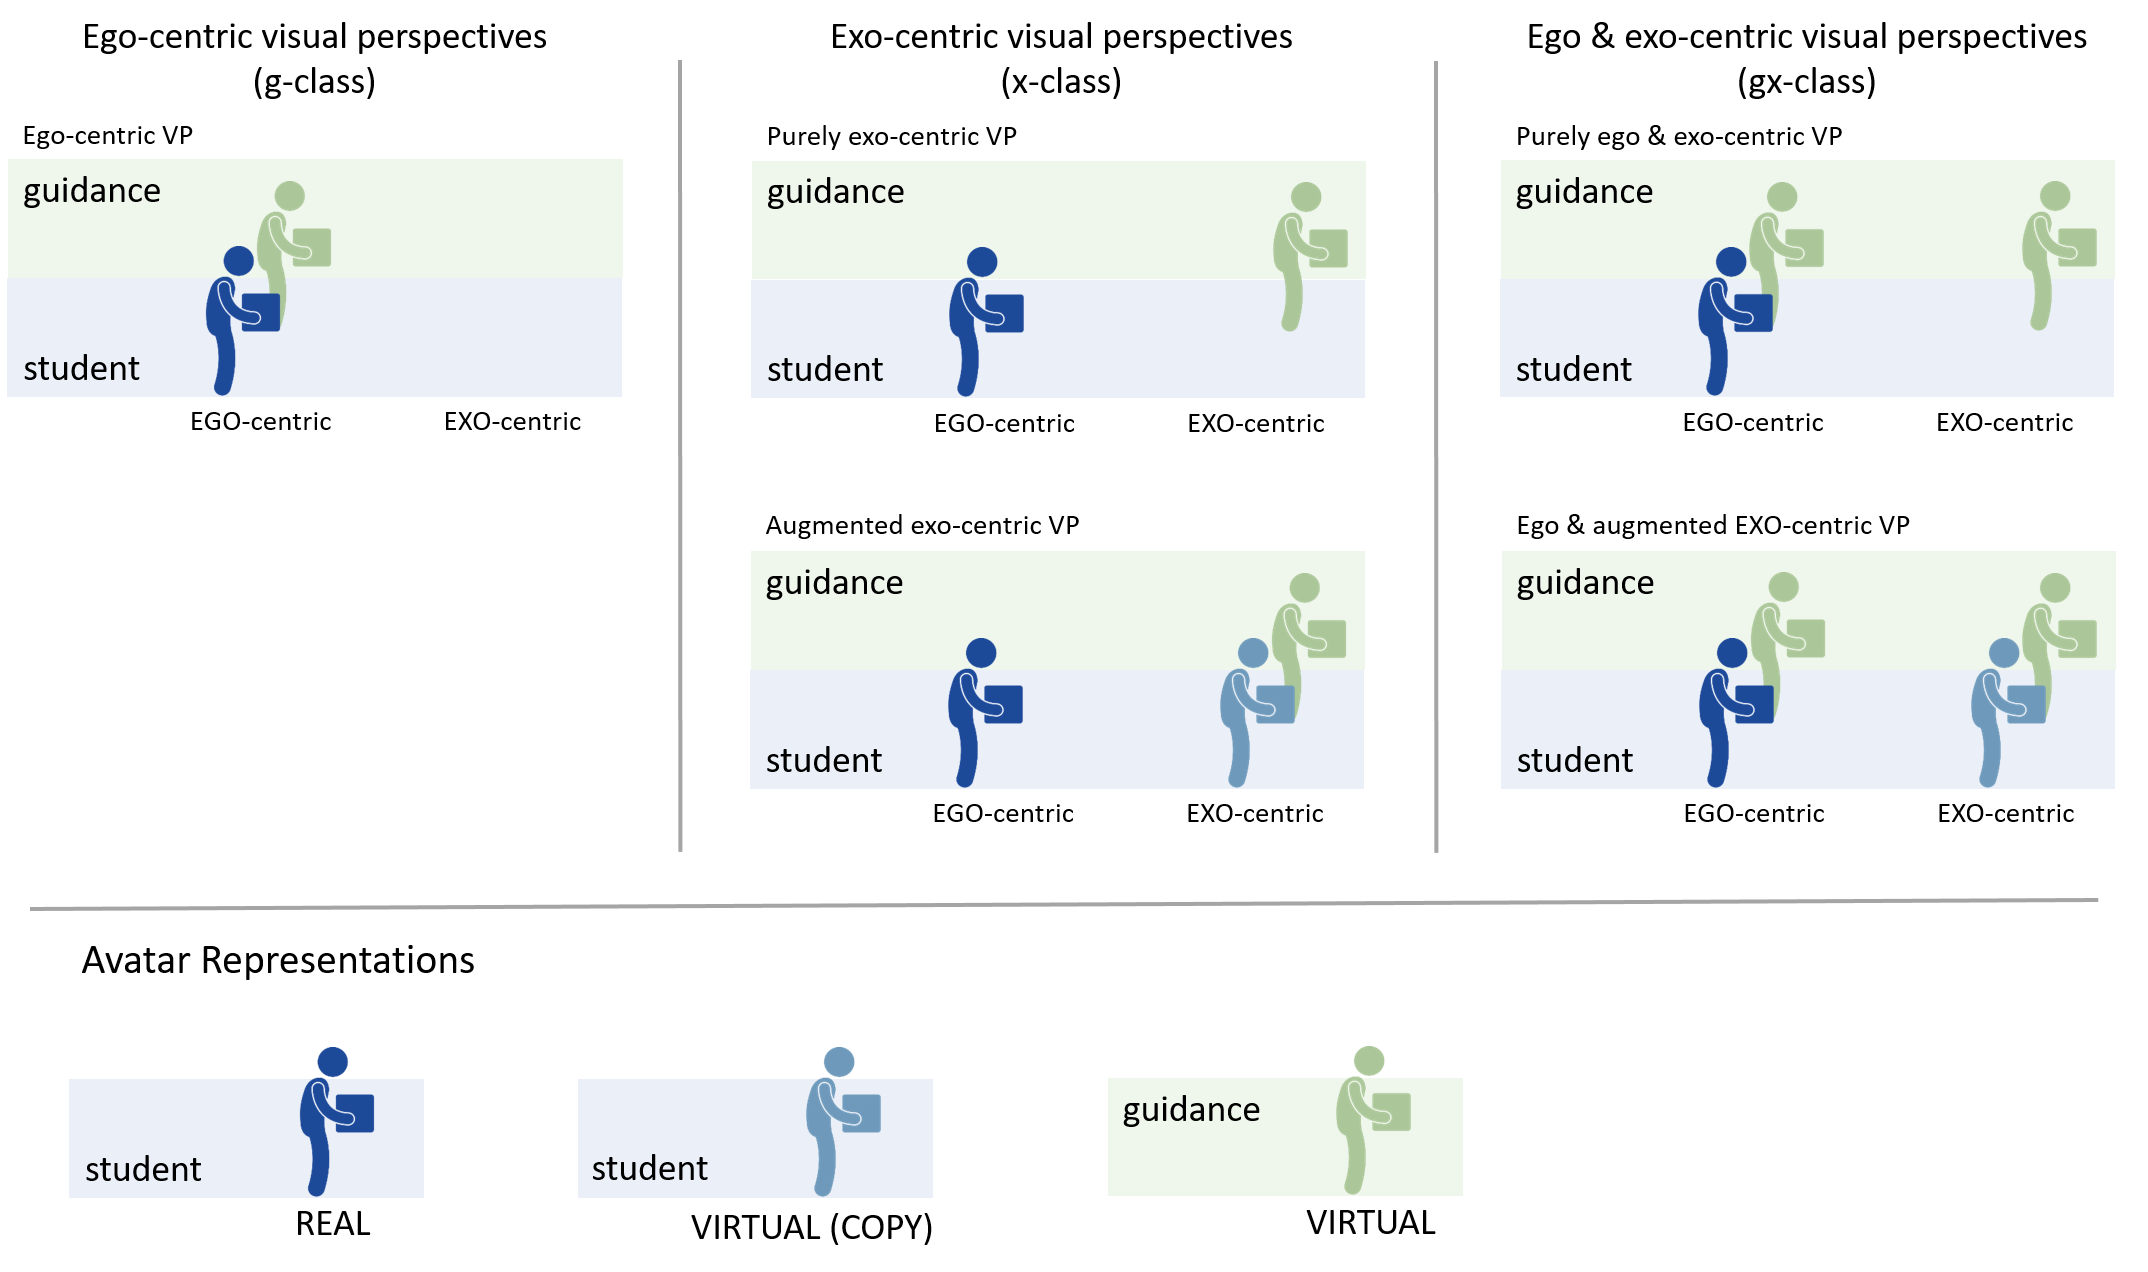 Ego-centric visual perspectives
(g-class)
Ego-centric VP
guidance
student
EGO-centric EXO-centric
Exo-centric visual perspectives
(x-class)
Purely exo-centric VP
guidance
student
EGO-centric EXO-centric
Augmented exo-centric VP
guidance
student
EGO-centric EXO-centric
Ego & exo-centric visual perspectives
(gx-class)
Purely ego & exo-centric VP
guidance
student
EGO-centric EXO-centric
Ego & augmented EXO-centric VP
guidance
student
EGO-centric EXO-centric
Avatar Representations
student
REAL
student
VIRTUAL (COPY)
guidance
VIRTUAL